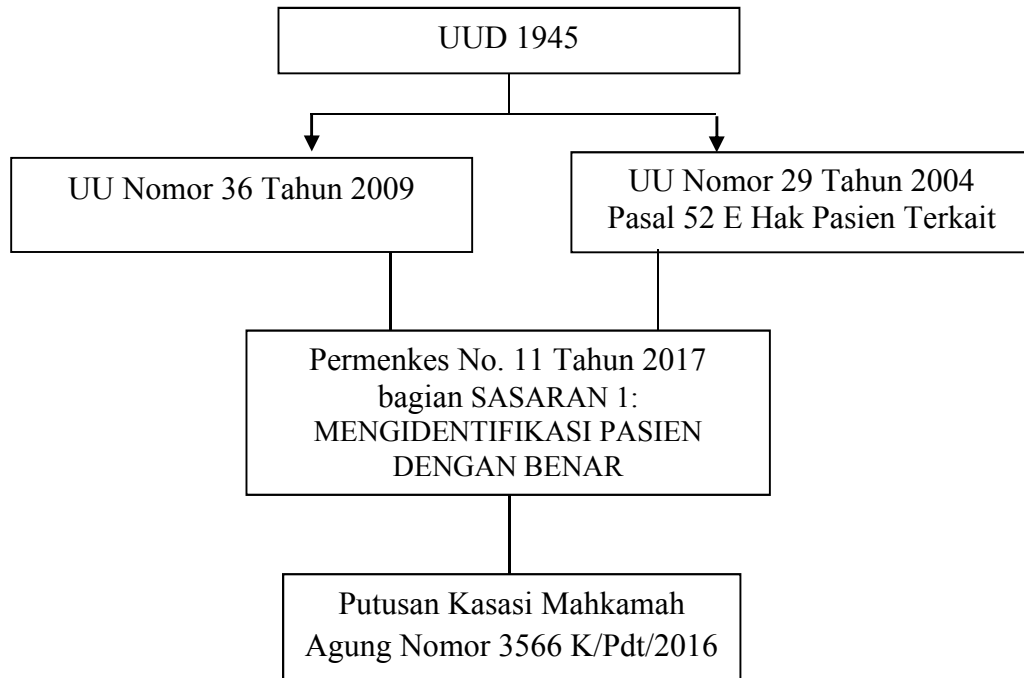 UUD 1945
UU Nomor 36 Tahun 2009
UU Nomor 29 Tahun 2004
Pasal 52 E Hak Pasien Terkait
Permenkes No. 11 Tahun 2017
bagian SASARAN 1:
MENGIDENTIFIKASI PASIEN
DENGAN BENAR
Putusan Kasasi Mahkamah
Agung Nomor 3566 K/Pdt/2016